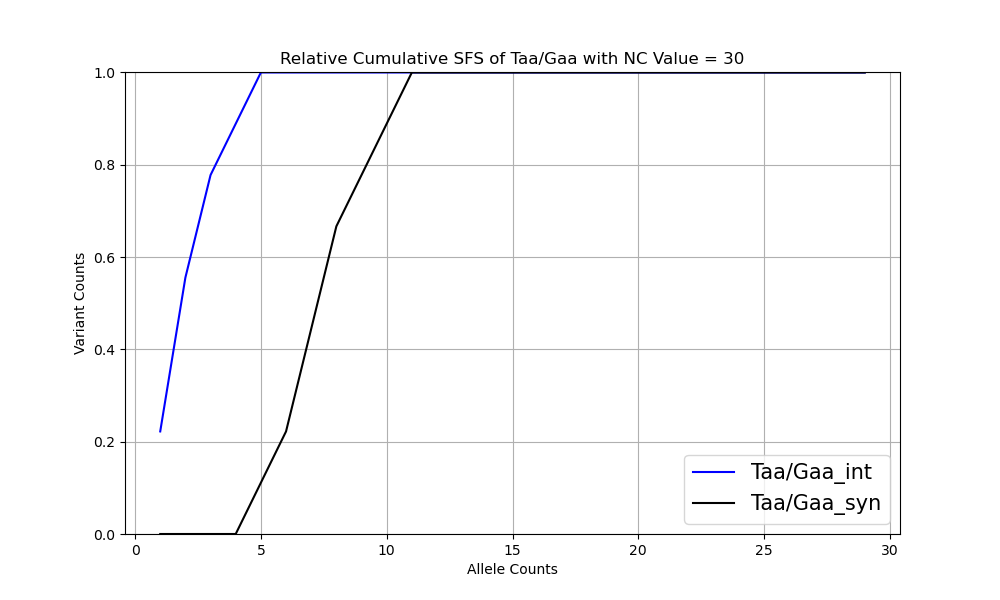 Relative Cumulative SFS of Taa/Gaa with NC Value = 30
1.0
0.8
0.6
0.4
0.2
0.0
Variant Counts
0 5 10 15 20 25 30
Allele Counts
Taa/Gaa_int
Taa/Gaa_syn